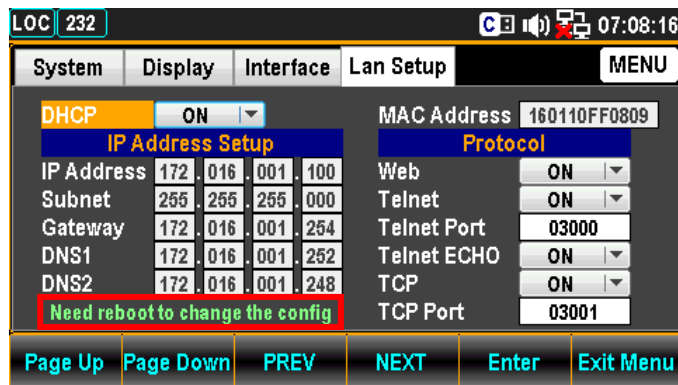 LOC 232 C 07:08:16
System Display Interface Lan Setup MENU
DHCP ON MAC Address 160110FF0809
IP Address Setup Protocol
IP Address 172 . 016 . 001 . 100 Web ON
Subnet 255 . 255 . 255 . 000 Telnet ON
Gateway 172 . 016 . 001 . 254 Telnet Port 03000
DNS1 172 . 016 . 001 . 252 Telnet ECHO ON
DNS2 172 . 016 . 001 . 248 TCP ON
Need reboot to change the config TCP Port 03001
Page Up Page Down PREV NEXT Enter Exit Menu